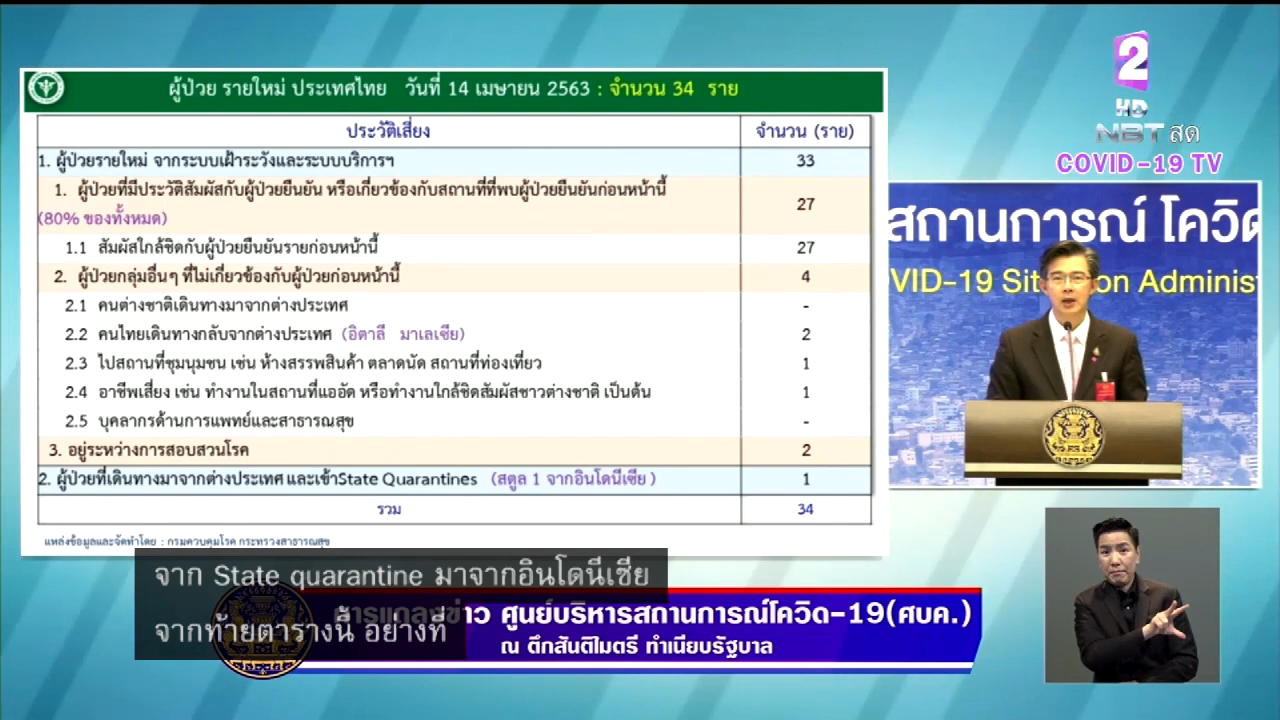 ผู้ป่วย รายใหม่ ประเทศไทย วันที่ 14 เมษายน 2563 : จำนวน 34 ราย
ประวัติเสี่ยง จำนวน (ราย)
1. ผู้ป่วยรายใหม่ จากระบบเฝ้าระวังและระบบบริการฯ 33
1. ผู้ป่วยที่มีประวัติสัมผัสกับผู้ป่วยยืนยัน หรือเกี่ยวข้องกับสถานที่ที่พบผู้ป่วยยืนยันก่อนหน้านี้
(80% ของทั้งหมด) 27
1.1 สัมผัสใกล้ชิดกับผู้ป่วยยืนยันรายก่อนหน้านี้ 27
2. ผู้ป่วยกลุ่มอื่นๆ ที่ไม่เกี่ยวข้องกับผู้ป่วยก่อนหน้านี้ 4
2.1 คนต่างชาติเดินทางมาจากต่างประเทศ -
2.2 คนไทยเดินทางกลับจากต่างประเทศ (อิตาลี มาเลเซีย) 2
2.3 ไปสถานที่ชุมนุมชน เช่น ห้างสรรพสินค้า ตลาดนัด สถานที่ท่องเที่ยว 1
2.4 อาชีพเสี่ยง เช่น ทำงานในสถานที่แออัด หรือทำงานใกล้ชิดสัมผัสชาวต่างชาติ เป็นต้น 1
2.5 บุคลากรด้านการแพทย์และสาธารณสุข -
3. อยู่ระหว่างการสอบสวนโรค 2
2. ผู้ป่วยที่เดินทางมาจากต่างประเทศ และเข้าState Quarantines (สตูล 1 จากอินโดนีเซีย ) 1
รวม 34
แหล่งข้อมูลและจัดทำโดย : กรมควบคุมโรค กระทรวงสาธารณสุข
2
HD
NBT สด
COVID-19 TV
สถานการณ์ โควิด
VID-19 Sit on Adminis
จาก State quarantine มาจากอินโดนีเซีย
จากท้ายตารางนี้ อย่างที่
ศูนย์บริหารสถานการณ์โควิด-19(ศบค.)
ณ ตึกสันติไมตรี ทำเนียบรัฐบาล